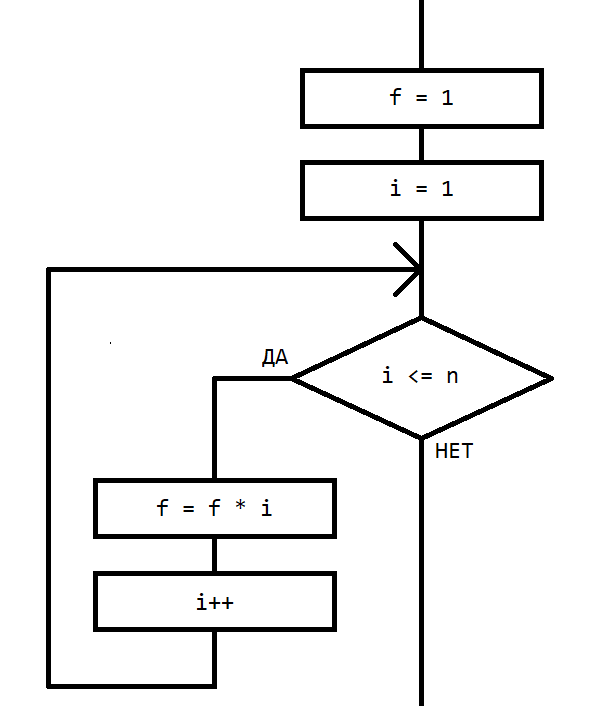 f = 1
i = 1
ДА
i <= n
НЕТ
f = f * i
i++